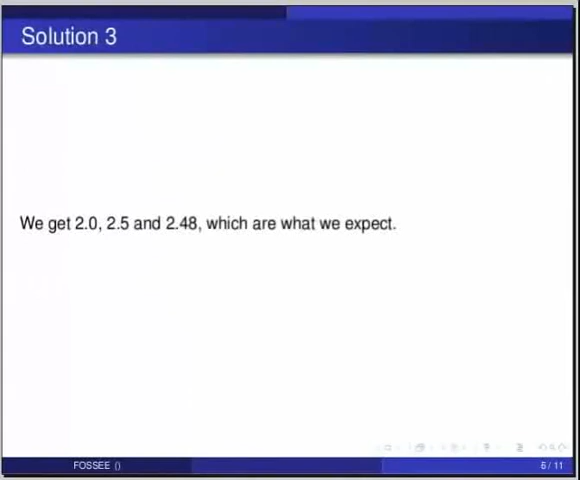 Solution 3
We get 2.0, 2.5 and 2.48, which are what we expect.
FOSSEE ()
6 / 11